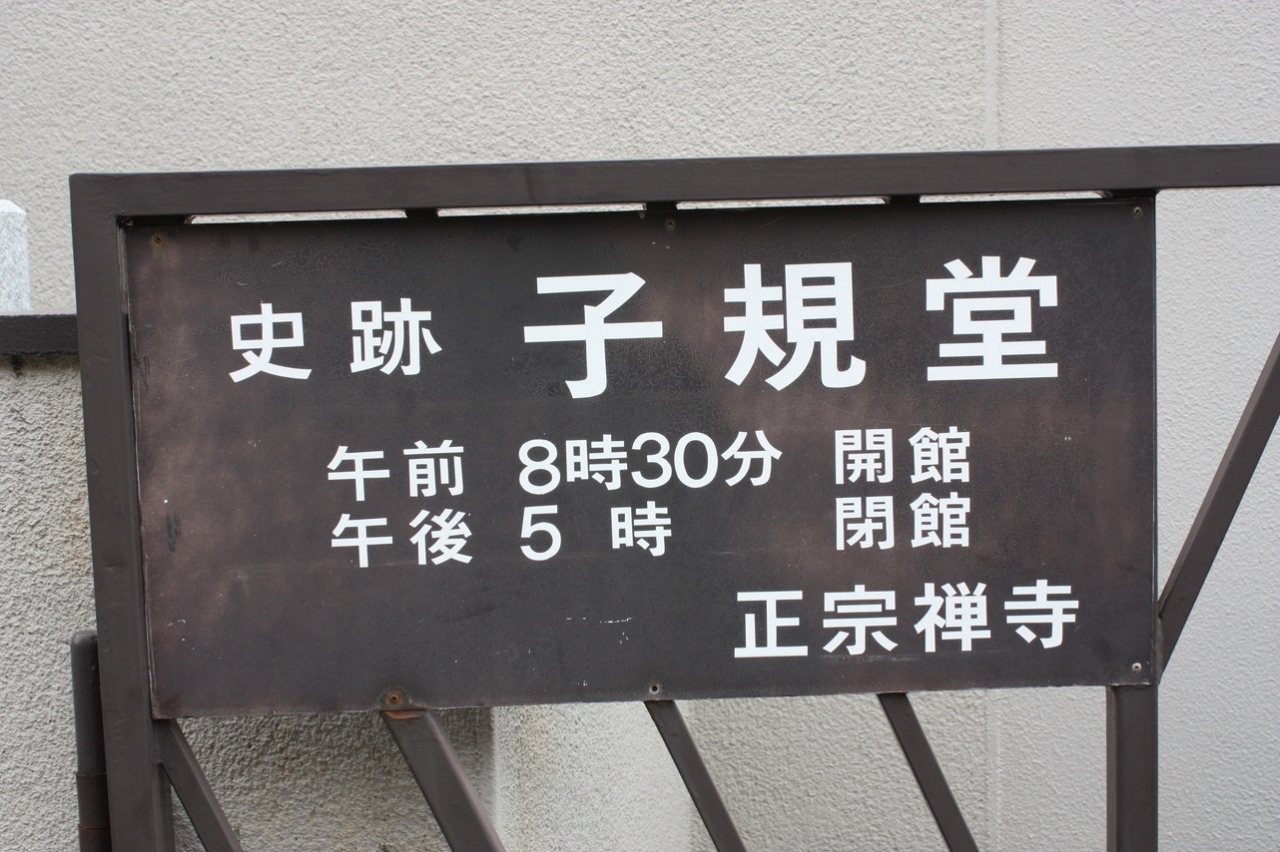 史跡 子規堂
午前 8時30分 開館
午後 5時 閉館
正宗禅寺